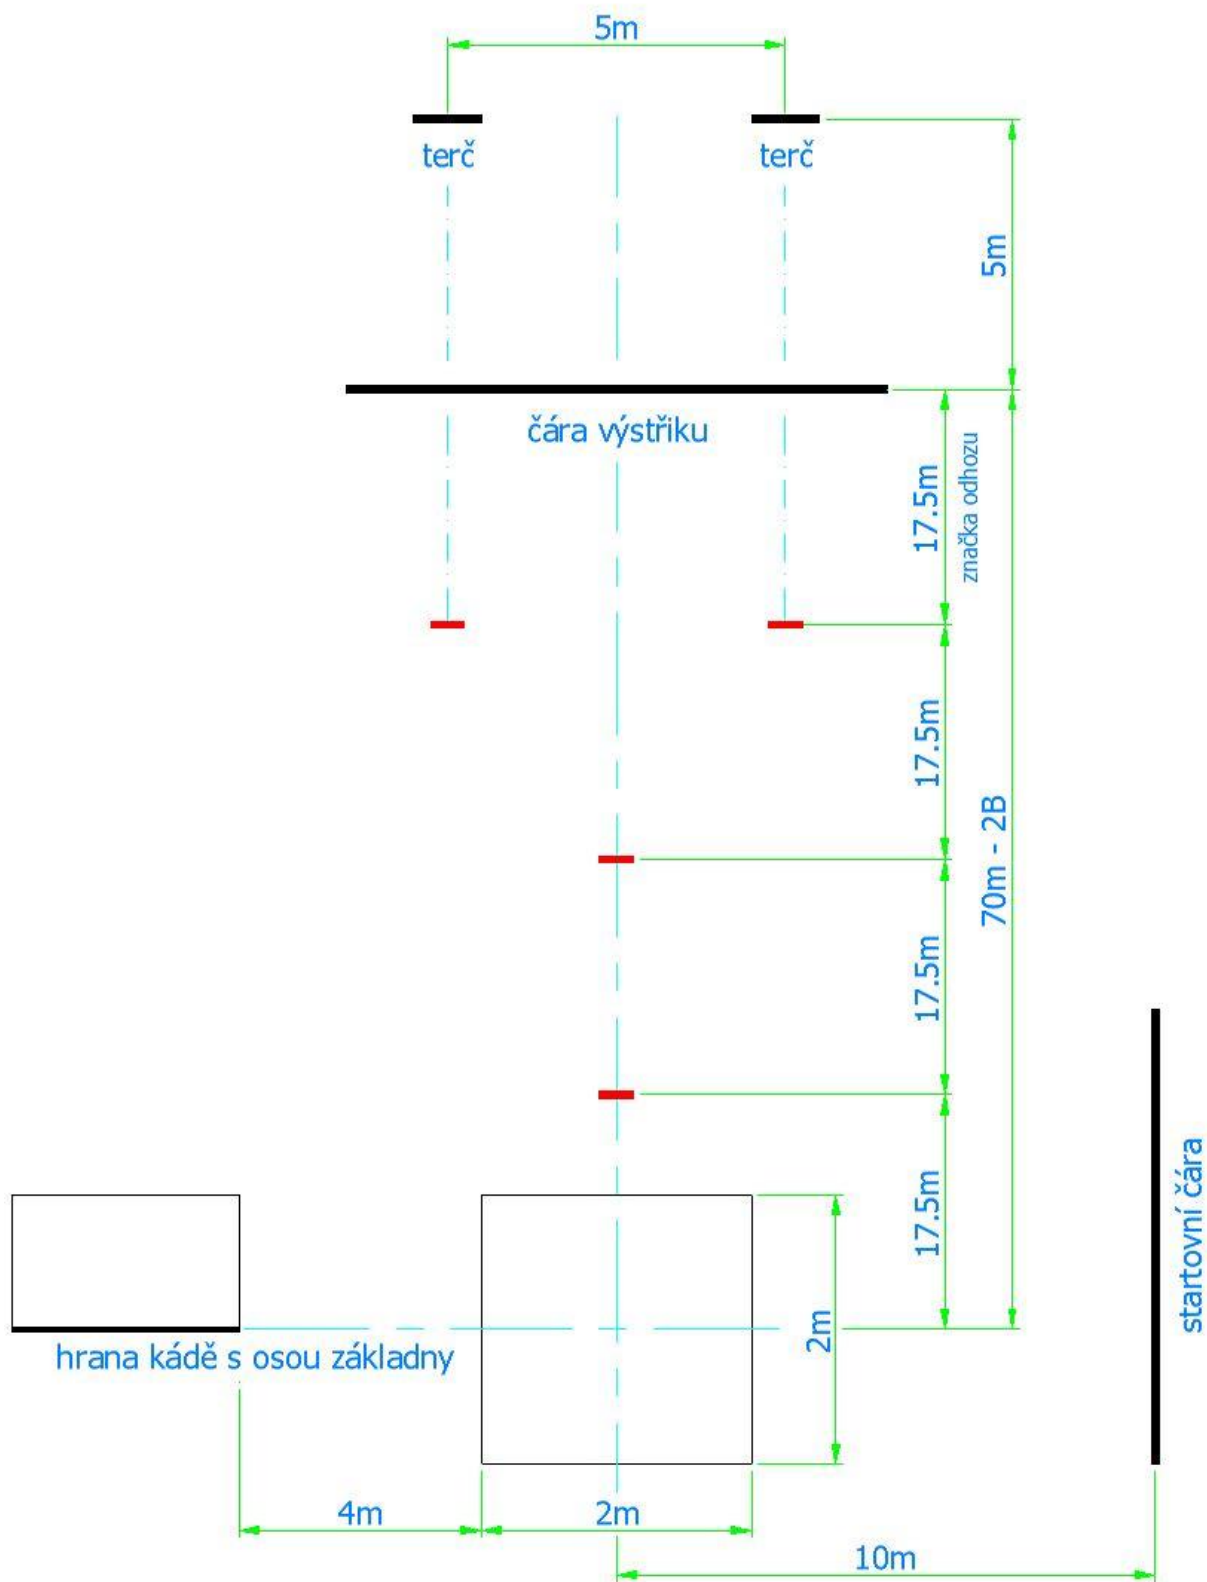 5m
terč
terč
5m
čára výstřiku
17.5m
značka odhozu
17.5m
70m - 2B
17.5m
17.5m
startovní čára
hrana kádě s osou základny
2m
4m
2m
10m